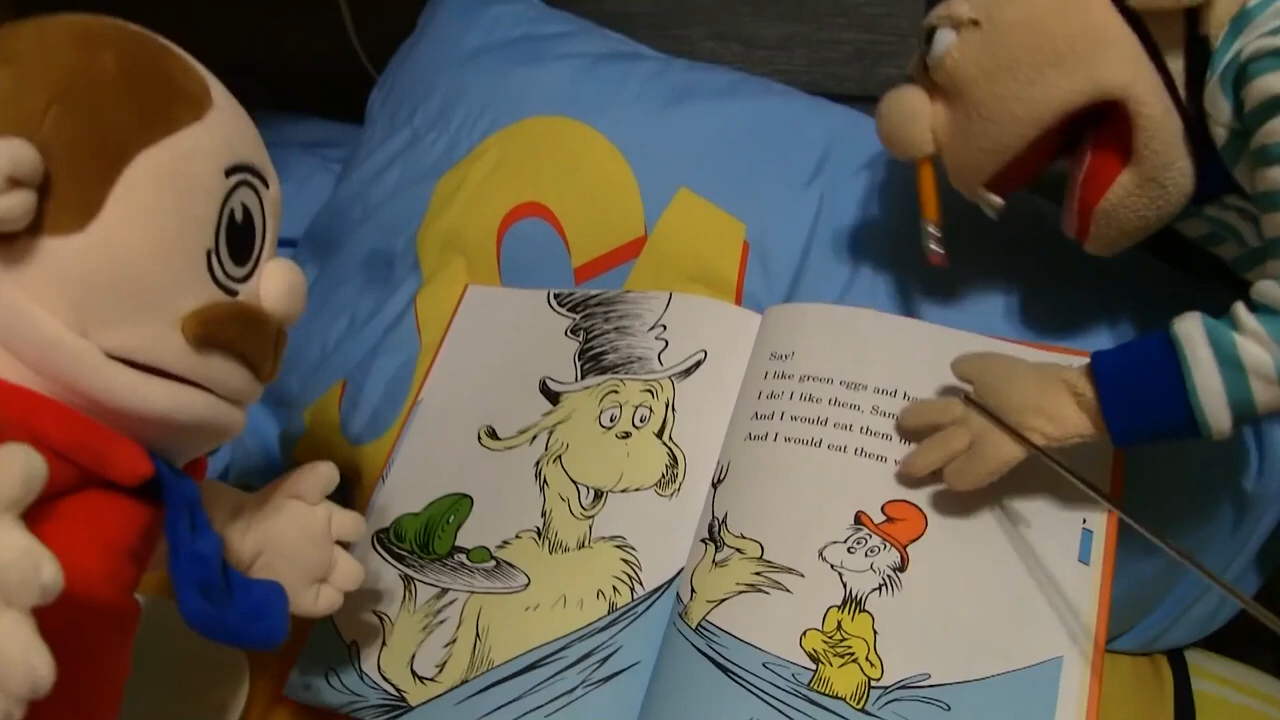 Say!
I like green eggs and
I do! I like them, Sam
And I would eat them
And I would eat them